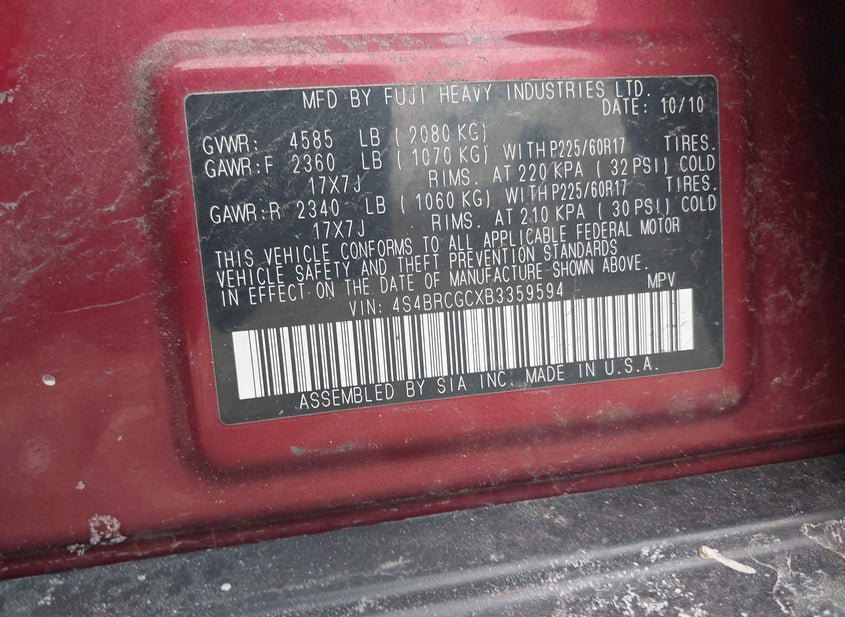 MFD BY FUJI HEAVY INDUSTRIES LTD.
DATE: 10/10
GVWR: 4585 LB ( 2080 KG)
GAWR:F 2360 LB ( 1070 KG) WITH P225/60R17 TIRES.
17X7J RIMS. AT 220 KPA ( 32 PSI) COLD
GAWR:R 2340 LB ( 1060 KG) WITH P225/60R17 TIRES.
17X7J RIMS. AT 210 KPA ( 30 PSI) COLD
THIS VEHICLE CONFORMS TO ALL APPLICABLE FEDERAL MOTOR
VEHICLE SAFETY AND THEFT PREVENTION STANDARDS
IN EFFECT ON THE DATE OF MANUFACTURE SHOWN ABOVE.
VIN: 4S4BRCGCXB3359594 MPV
ASSEMBLED BY SIA INC. MADE IN U.S.A.